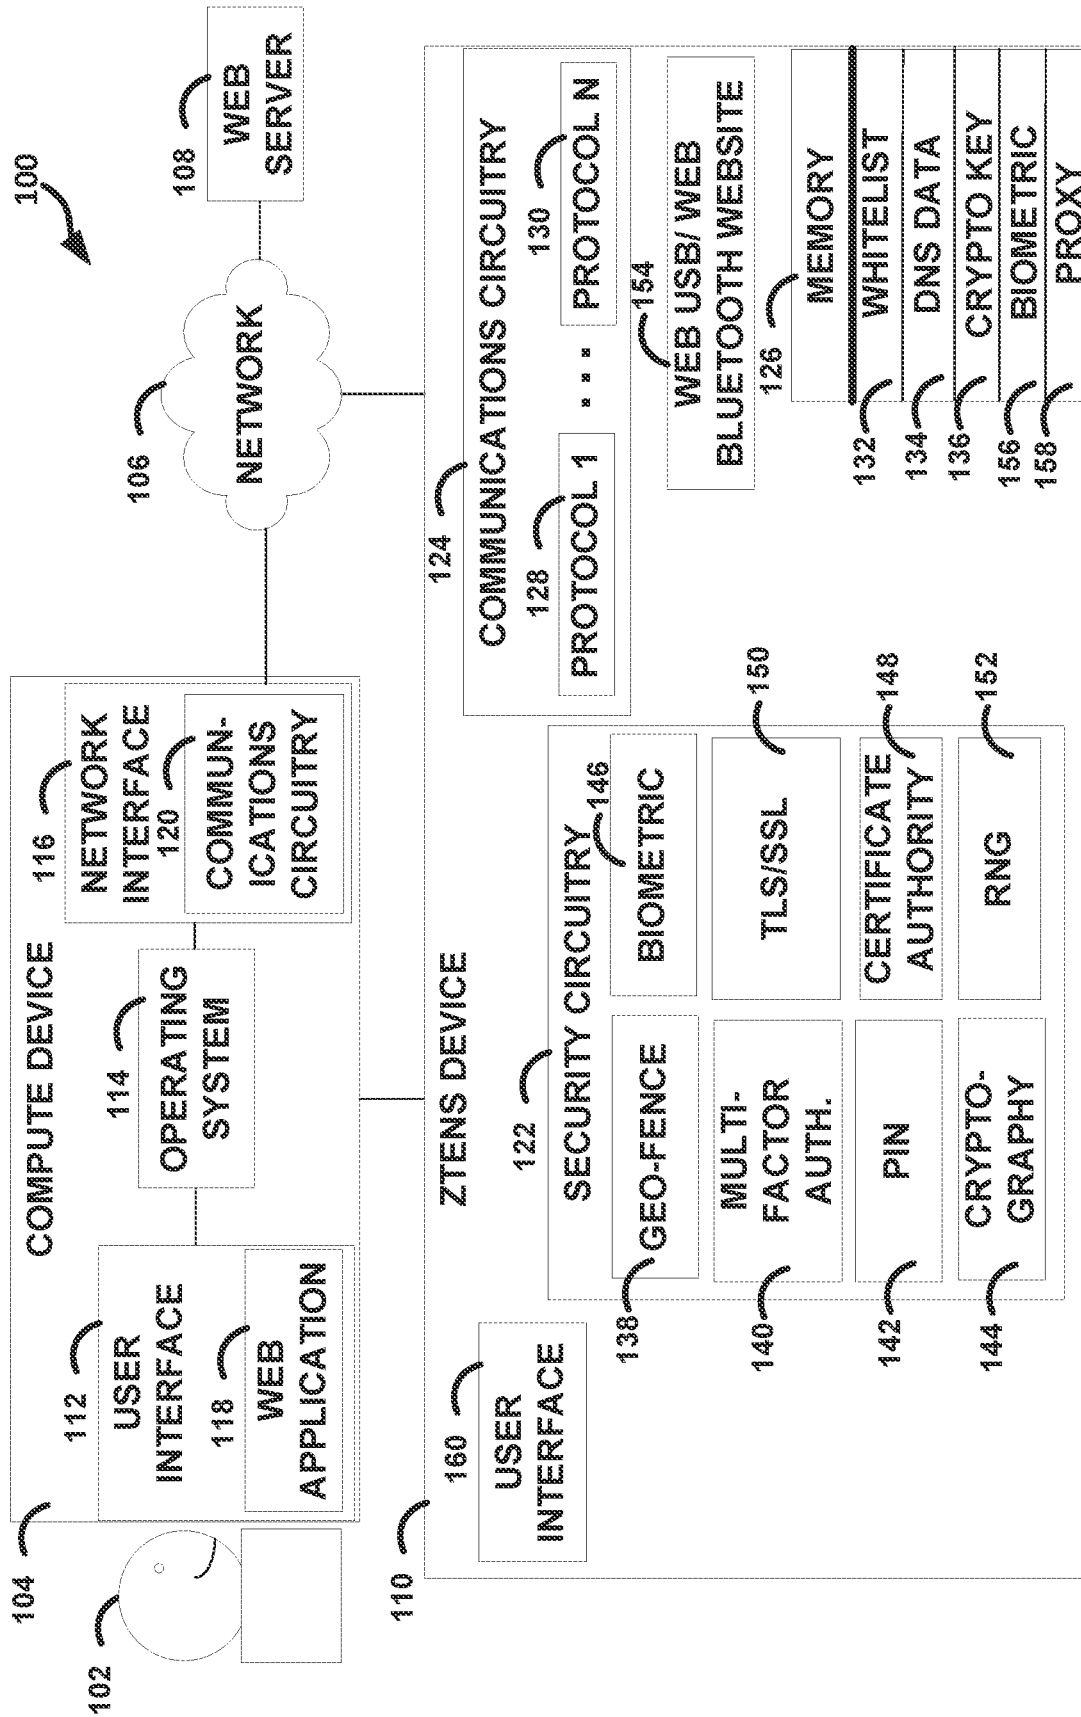 100
108
WEB
SERVER
106
NETWORK
COMPUTE DEVICE
104
102
112
USER
INTERFACE
118
WEB
APPLICATION
114
OPERATING
SYSTEM
116
NETWORK
INTERFACE
120
COMMUN-
ICATIONS
CIRCUITRY
110
ZTENS DEVICE
160
USER
INTERFACE
122
SECURITY CIRCUITRY
138
GEO-FENCE
146
BIOMETRIC
140
MULTI-
FACTOR
AUTH.
150
TLS/SSL
142
PIN
148
CERTIFICATE
AUTHORITY
144
CRYPTO-
GRAPHY
152
RNG
124
COMMUNICATIONS CIRCUITRY
128
PROTOCOL 1
...
130
PROTOCOL N
154
WEB USB/ WEB
BLUETOOTH WEBSITE
126
MEMORY
132
WHITELIST
134
DNS DATA
136
CRYPTO KEY
156
BIOMETRIC
158
PROXY